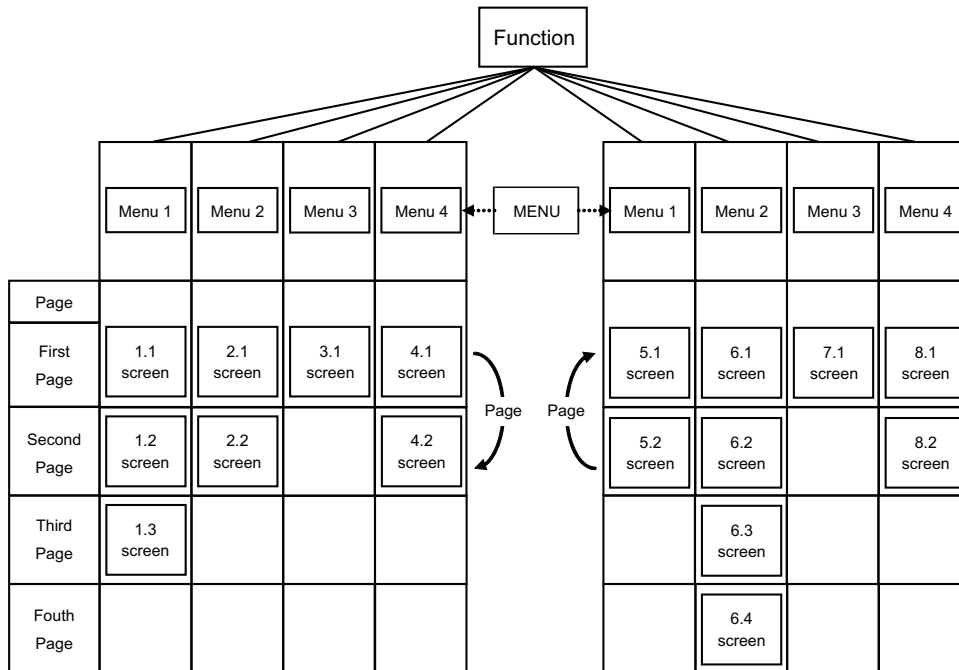 Function
Menu 1 Menu 2 Menu 3 Menu 4 MENU Menu 1 Menu 2 Menu 3 Menu 4
Page
First
Page
1.1
screen
2.1
screen
3.1
screen
4.1
screen
5.1
screen
6.1
screen
7.1
screen
8.1
screen
Page
Page
Second
Page
1.2
screen
2.2
screen
4.2
screen
5.2
screen
6.2
screen
8.2
screen
Third
Page
1.3
screen
6.3
screen
Fouth
Page
6.4
screen